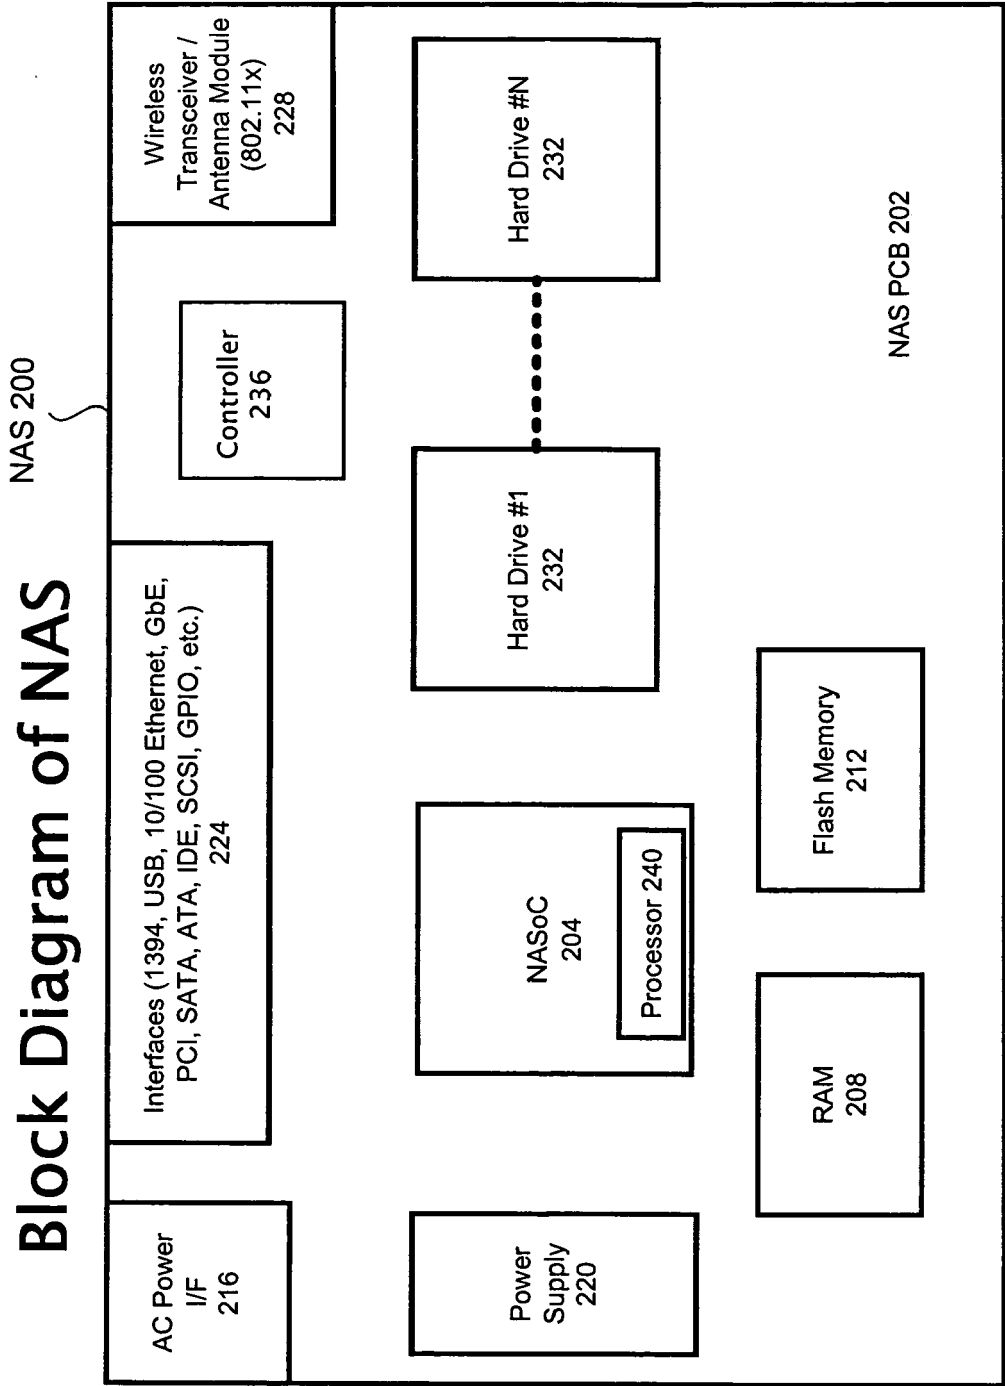 Block Diagram of NAS
NAS 200
AC Power
I/F
216
Interfaces (1394, USB, 10/100 Ethernet, GbE,
PCI, SATA, ATA, IDE, SCSI, GPIO, etc.)
224
Controller
236
Wireless
Transceiver /
Antenna Module
(802.11x)
228
Power
Supply
220
NASoC
204
Processor 240
Hard Drive #1
232
Hard Drive #N
232
RAM
208
Flash Memory
212
NAS PCB 202